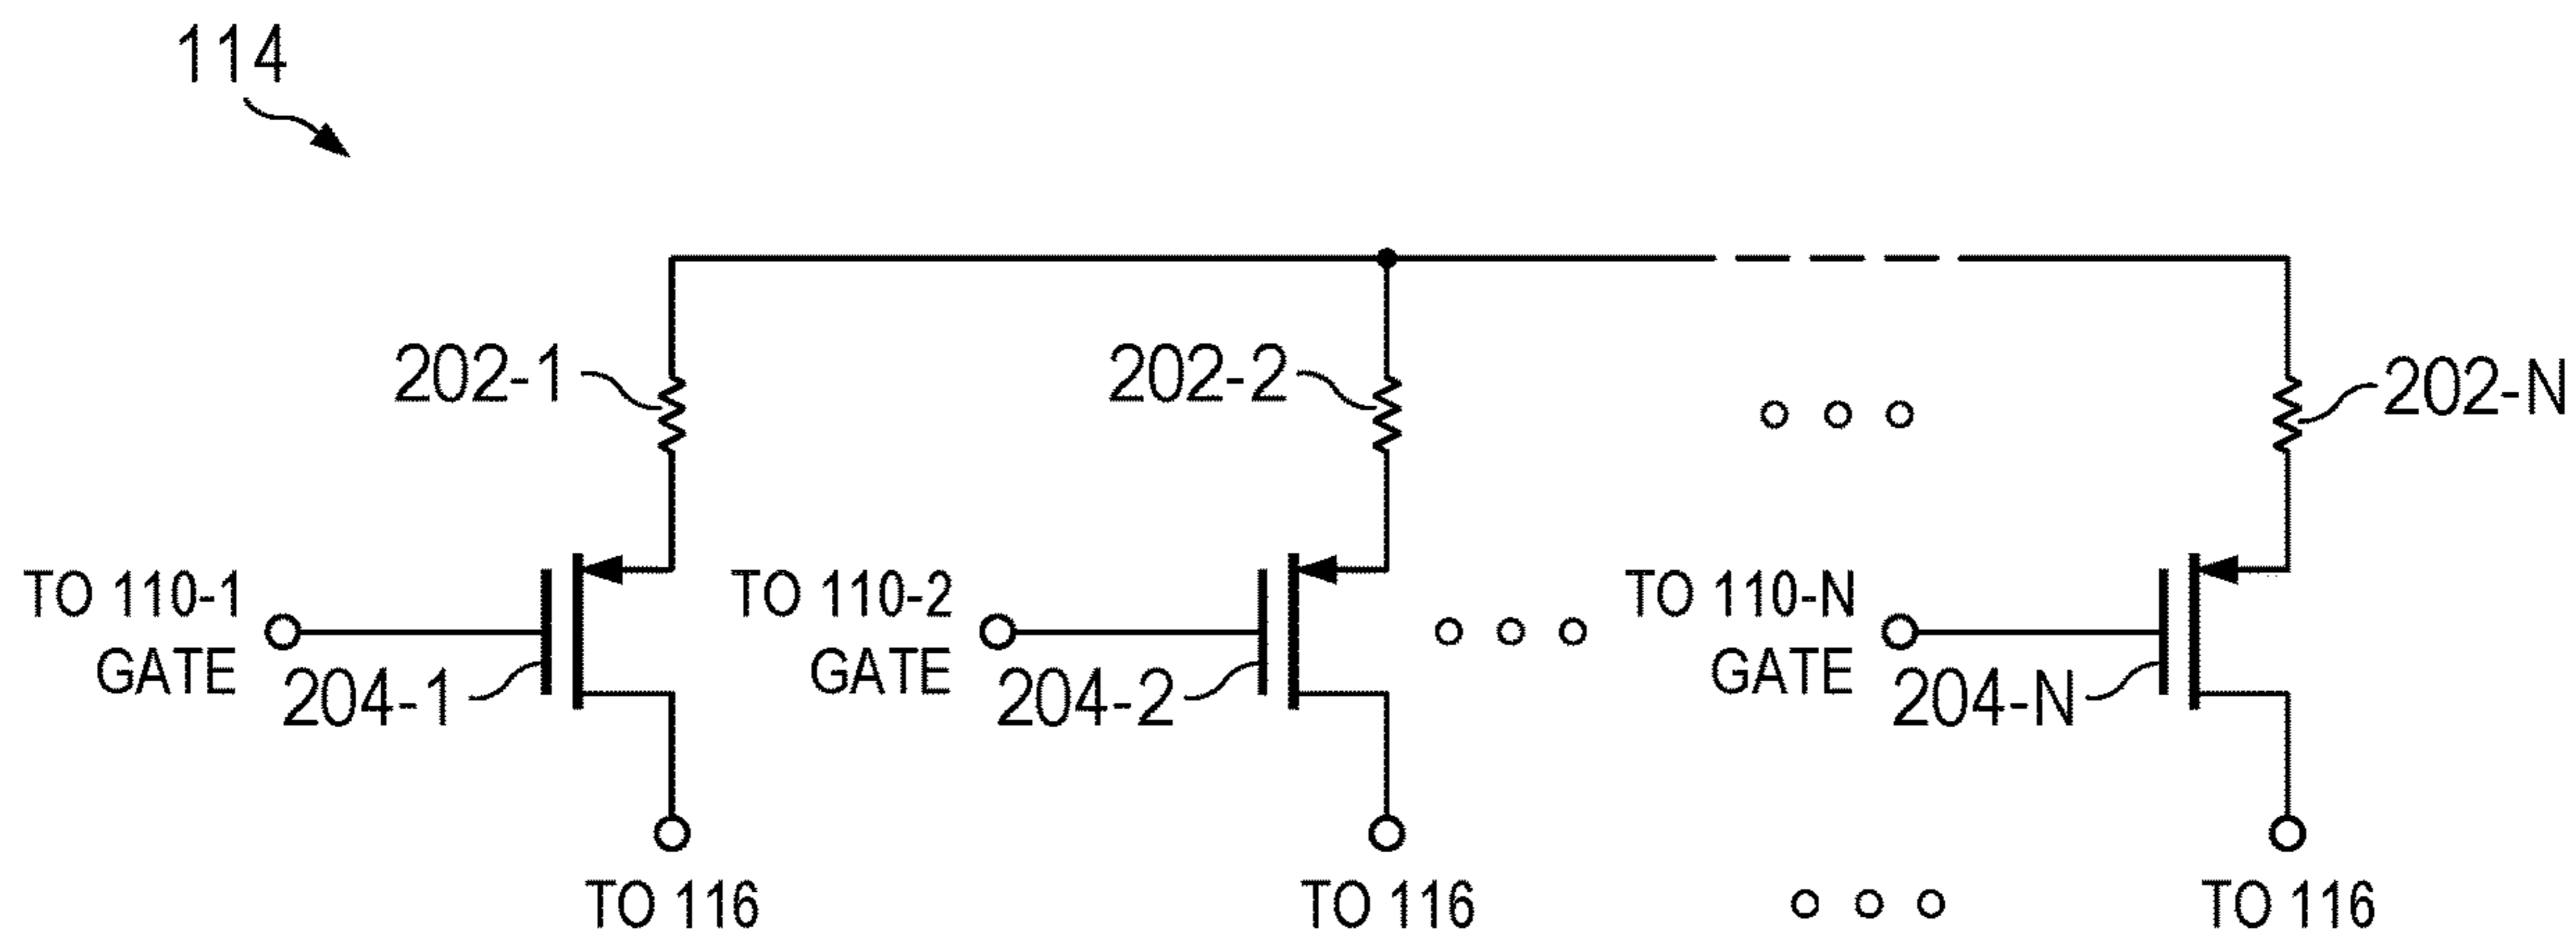 114
202-1
202-2
202-N
TO 110-1
GATE
204-1
TO 110-2
GATE
204-2
TO 110-N
GATE
204-N
TO 116
TO 116
TO 116